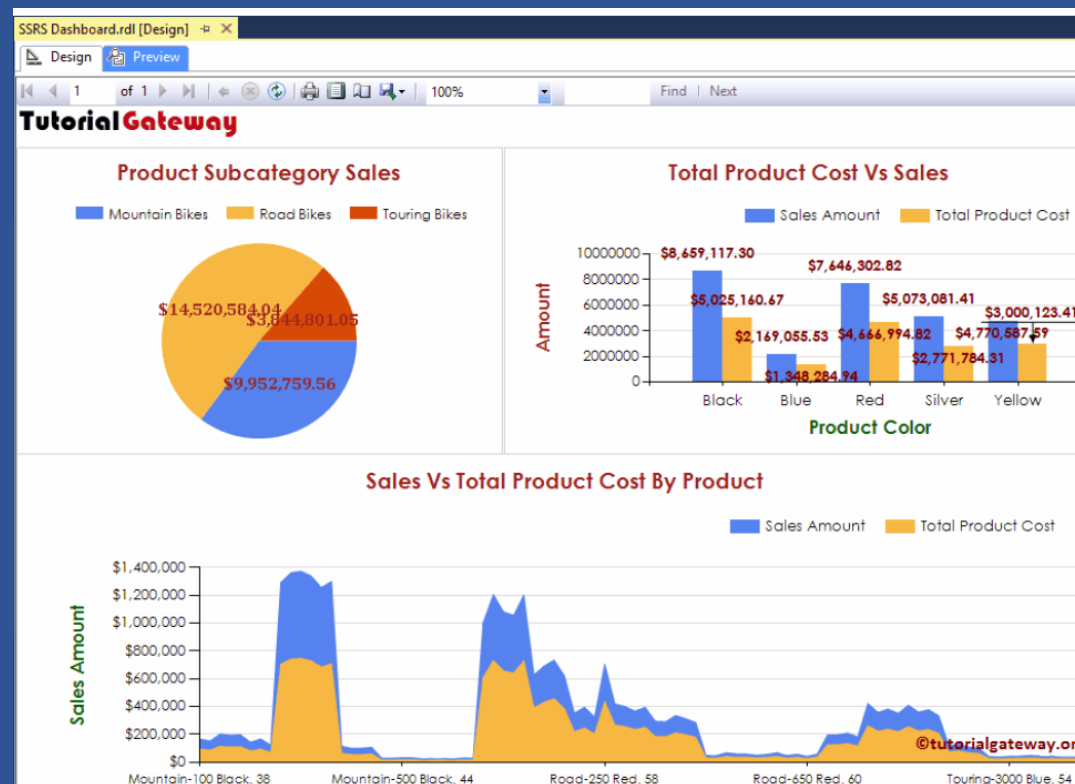 SSRS Dashboard.rdl [Design]
Design Preview
1 of 1 100% Find | Next
TutorialGateway
Product Subcategory Sales
Mountain Bikes Road Bikes Touring Bikes
$14,520,584.04
$3,844,801.05
$9,952,759.56
Total Product Cost Vs Sales
Sales Amount Total Product Cost
Amount
10000000
8000000
6000000
4000000
2000000
0
$8,659,117.30
$7,646,302.82
$5,025,160.67
$5,073,081.41
$3,000,123.41
$2,169,055.53
$4,666,994.82
$4,770,587.59
$2,771,784.31
$1,348,284.94
Black Blue Red Silver Yellow
Product Color
Sales Vs Total Product Cost By Product
Sales Amount Total Product Cost
Sales Amount
$1,400,000
$1,200,000
$1,000,000
$800,000
$600,000
$400,000
$200,000
$0
©tutorialgateway.or
Mountain-100 Black, 38 Mountain-500 Black, 44 Road-250 Red, 58 Road-650 Red, 60 Touring-3000 Blue, 54